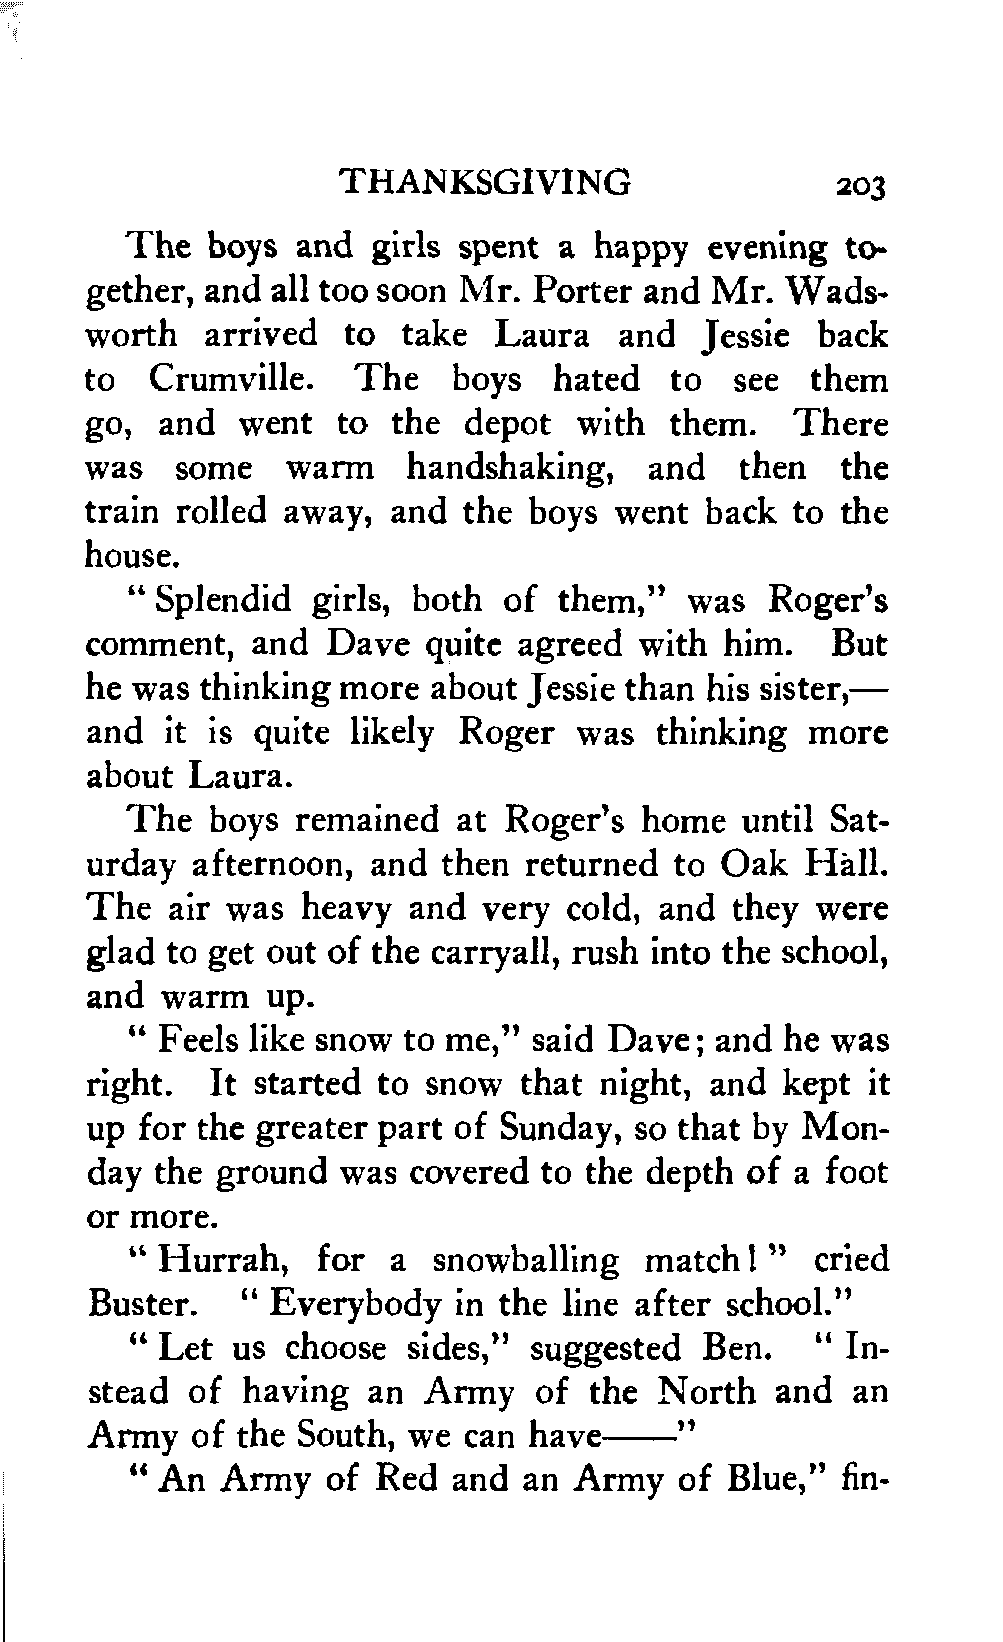 THANKSGIVING 203
The boys and girls spent a happy evening to-
gether, and all too soon Mr. Porter and Mr. Wads-
worth arrived to take Laura and Jessie back
to Crumville. The boys hated to see them
go, and went to the depot with them. There
was some warm handshaking, and then the
train rolled away, and the boys went back to the
house.
" Splendid girls, both of them," was Roger's
comment, and Dave quite agreed with him. But
he was thinking more about Jessie than his sister,—
and it is quite likely Roger was thinking more
about Laura.
The boys remained at Roger's home until Sat-
urday afternoon, and then returned to Oak Hall.
The air was heavy and very cold, and they were
glad to get out of the carryall, rush into the school,
and warm up.
" Feels like snow to me," said Dave; and he was
right. It started to snow that night, and kept it
up for the greater part of Sunday, so that by Mon-
day the ground was covered to the depth of a foot
or more.
" Hurrah, for a snowballing match! " cried
Buster. " Everybody in the line after school."
" Let us choose sides," suggested Ben. " In-
stead of having an Army of the North and an
Army of the South, we can have——"
" An Army of Red and an Army of Blue," fin-